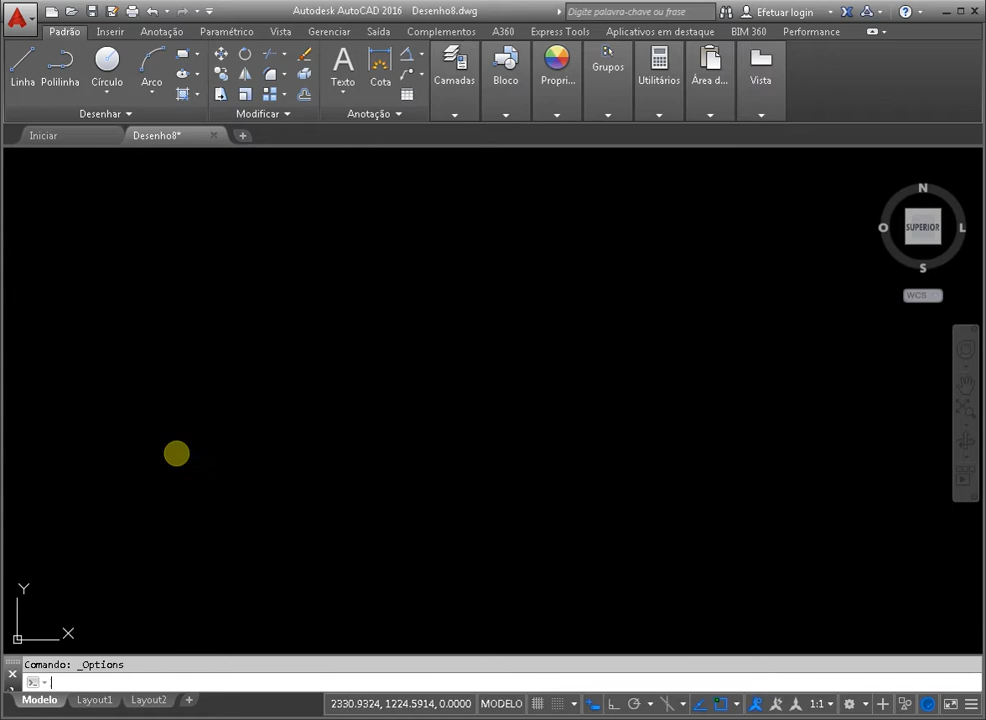 Autodesk AutoCAD 2016 Desenho8.dwg
Digite palavra-chave ou frase
Efetuar login
Padrão Inserir Anotação Paramétrico Vista Gerenciar Saída Complementos A360 Express Tools Aplicativos em destaque BIM 360 Performance
Linha Polilinha Círculo Arco Texto Cota Camadas Bloco Propri... Grupos Utilitários Área d... Vista
Desenhar Modificar Anotação
Iniciar Desenho8*
N
O SUPERIOR L
S
WCS
Y
X
Comando: _Options
Modelo Layout1 Layout2 2330.9324, 1224.5914, 0.0000 MODELO 1:1